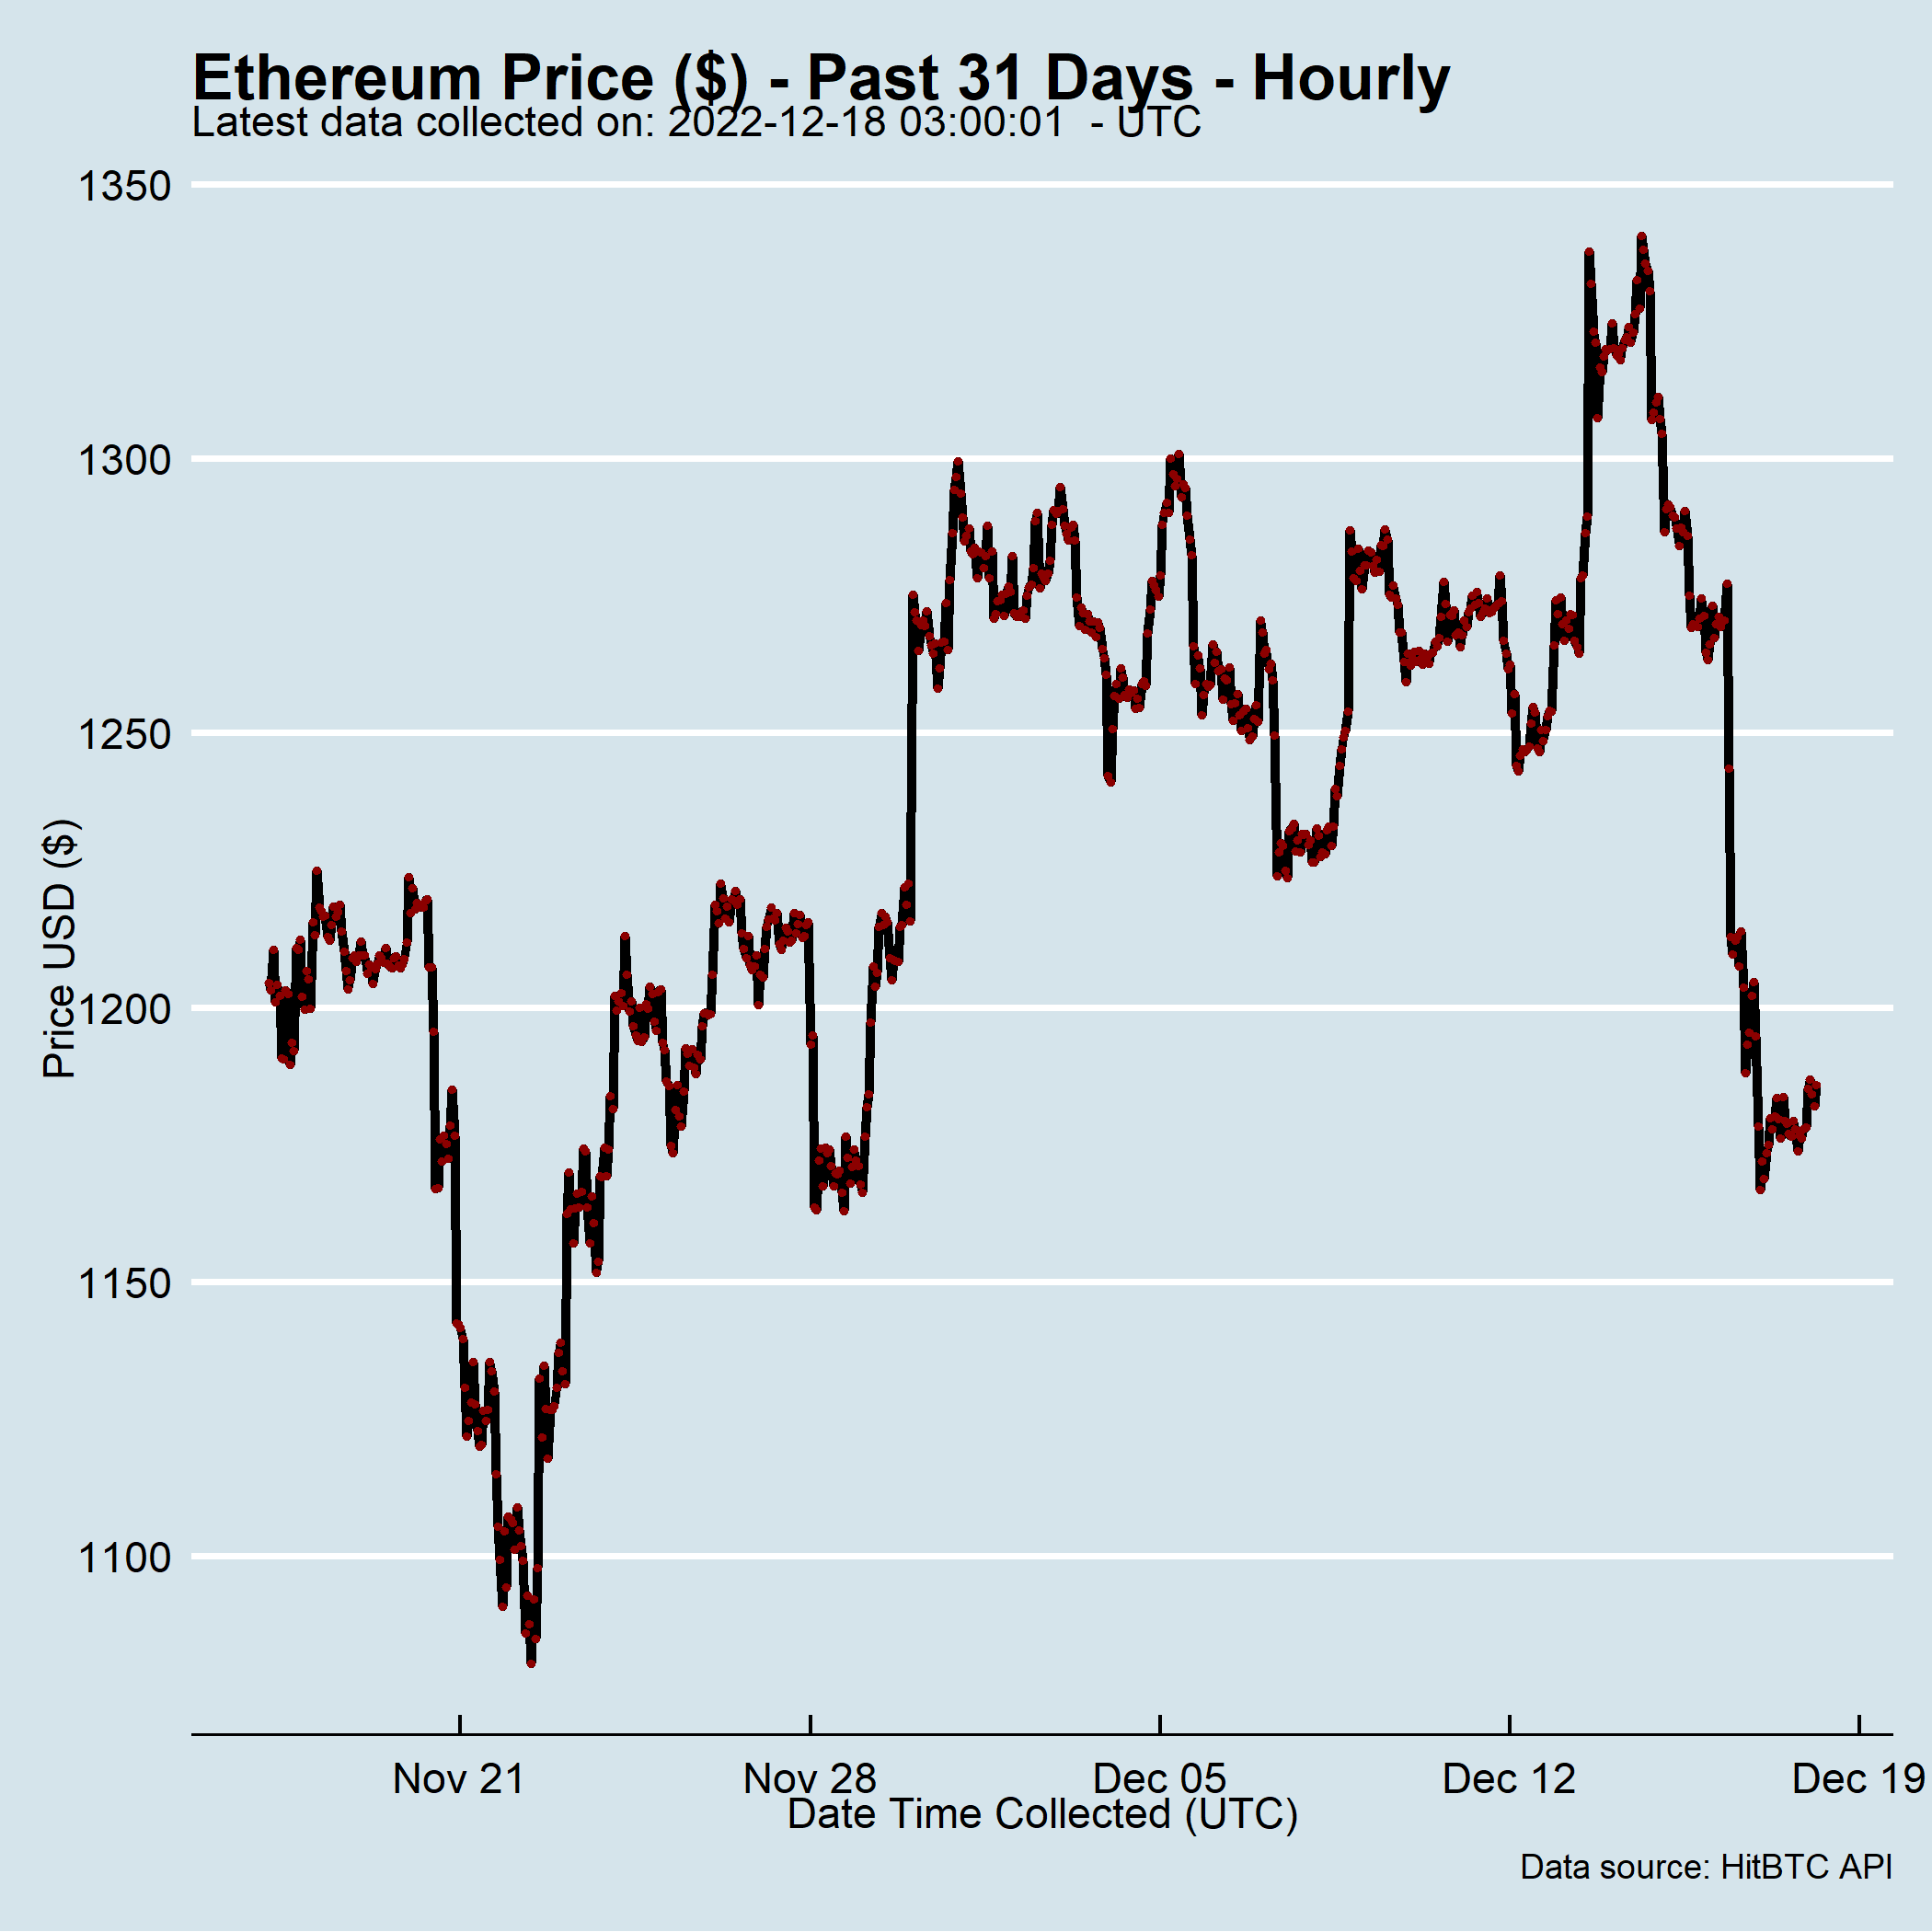 Ethereum Price ($) - Past 31 Days - Hourly
Latest data collected on: 2022-12-18 03:00:01  - UTC
1350
1300
1250
1200
1150
1100
Price USD ($)
Nov 21
Nov 28
Dec 05
Dec 12
Dec 19
Date Time Collected (UTC)
Data source: HitBTC API